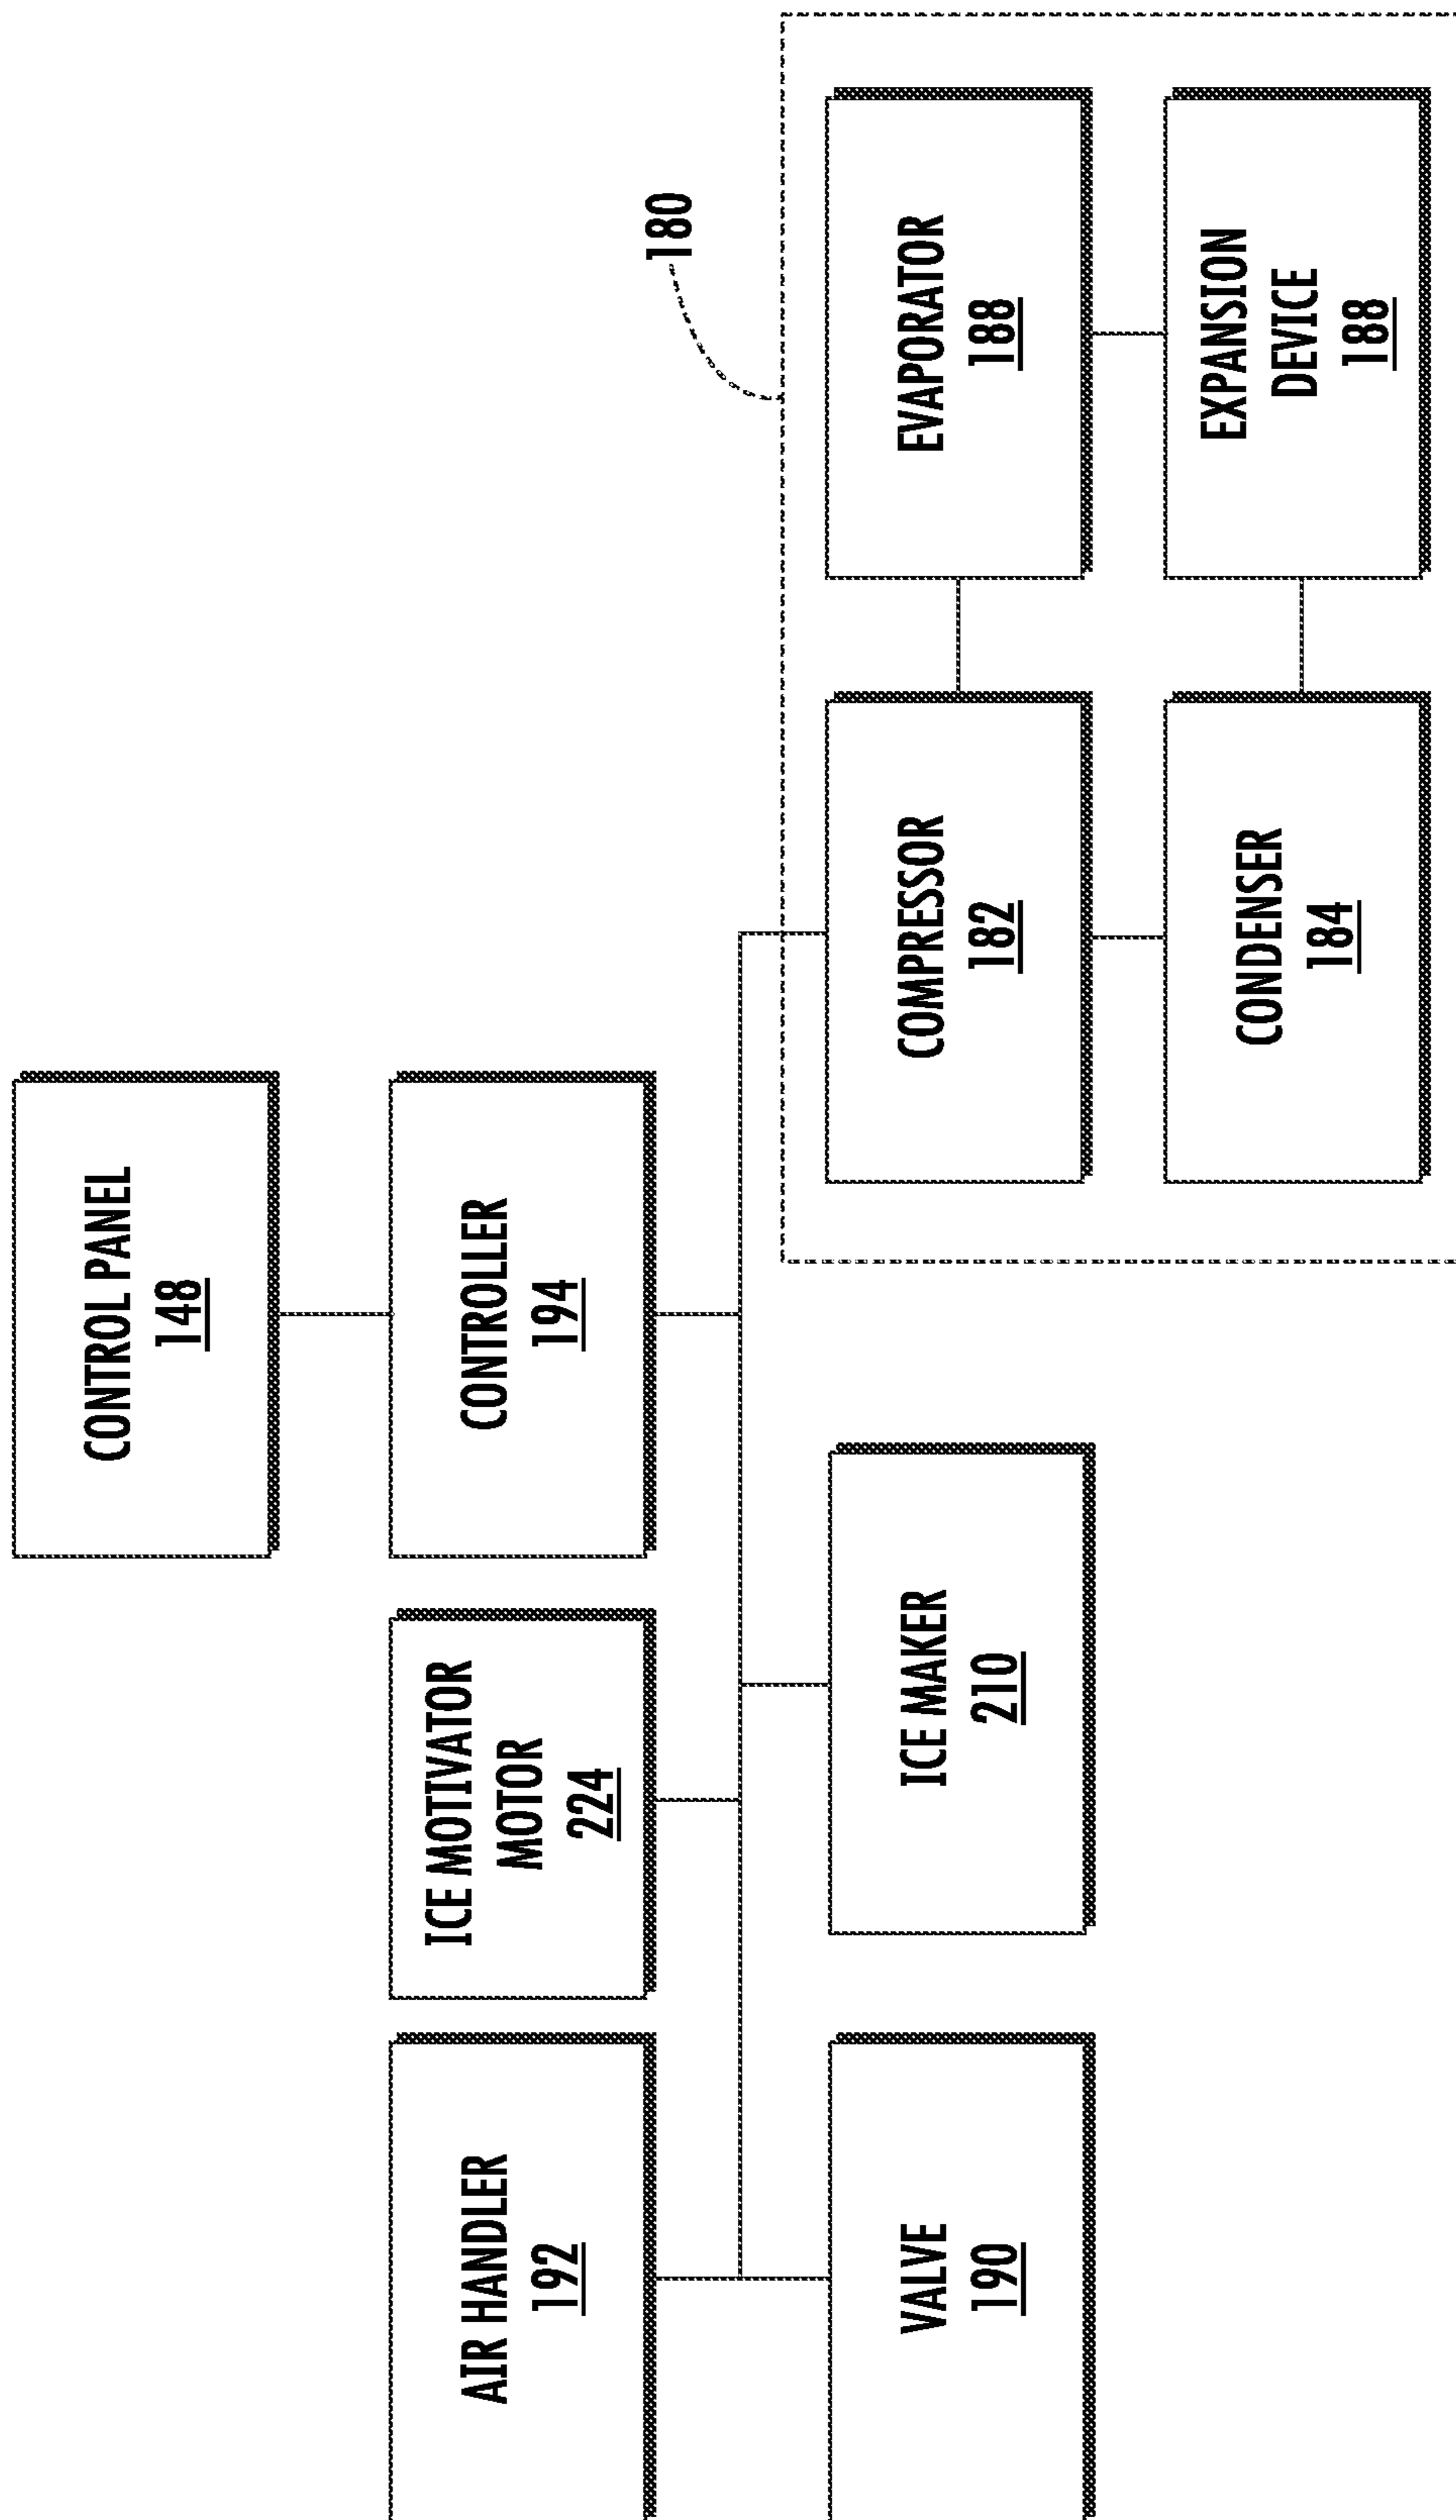 CONTROL PANEL
148
AIR HANDLER
192
ICE MOTIVATOR
MOTOR
224
CONTROLLER
194
180
VALVE
190
ICE MAKER
210
COMPRESSOR
182
EVAPORATOR
188
CONDENSER
184
EXPANSION
DEVICE
188